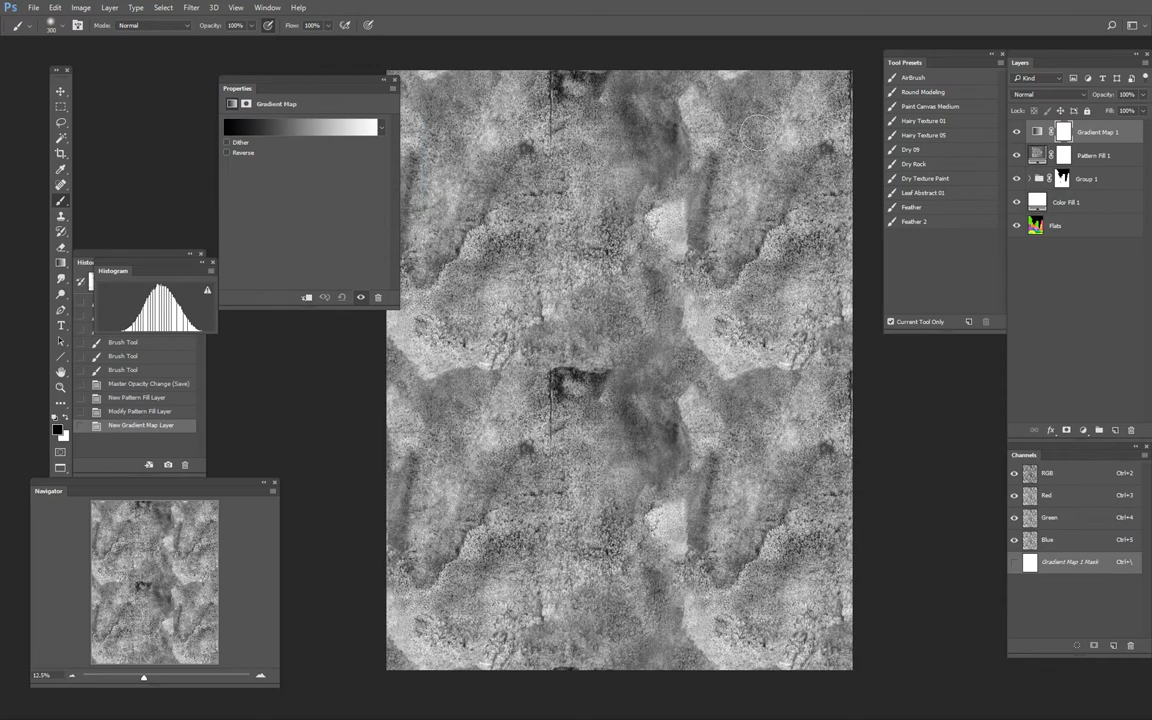 Ps File Edit Image Layer Type Select Filter 3D View Window Help
300 Mode: Normal Opacity: 100% Flow: 100%
Properties
Gradient Map
Dither
Reverse
Histogram
Brush Tool
Brush Tool
Brush Tool
Master Opacity Change (Save)
New Pattern Fill Layer
Modify Pattern Fill Layer
New Gradient Map Layer
Navigator
12.5%
Tool Presets
AirBrush
Round Modeling
Paint Canvas Medium
Hairy Texture 01
Hairy Texture 05
Dry 09
Dry Rock
Dry Texture Paint
Leaf Abstract 01
Feather
Feather 2
Current Tool Only
Layers
Kind
Normal Opacity: 100%
Lock: Fill: 100%
Gradient Map 1
Pattern Fill 1
Group 1
Color Fill 1
Flats
Channels
RGB Ctrl+2
Red Ctrl+3
Green Ctrl+4
Blue Ctrl+5
Gradient Map 1 Mask Ctrl+\